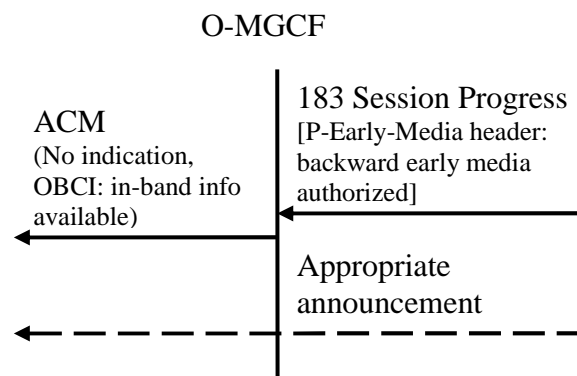 O-MGCF
183 Session Progress
[P-Early-Media header:
backward early media
authorized]
ACM
(No indication,
OBCI: in-band info
available)
Appropriate
announcement